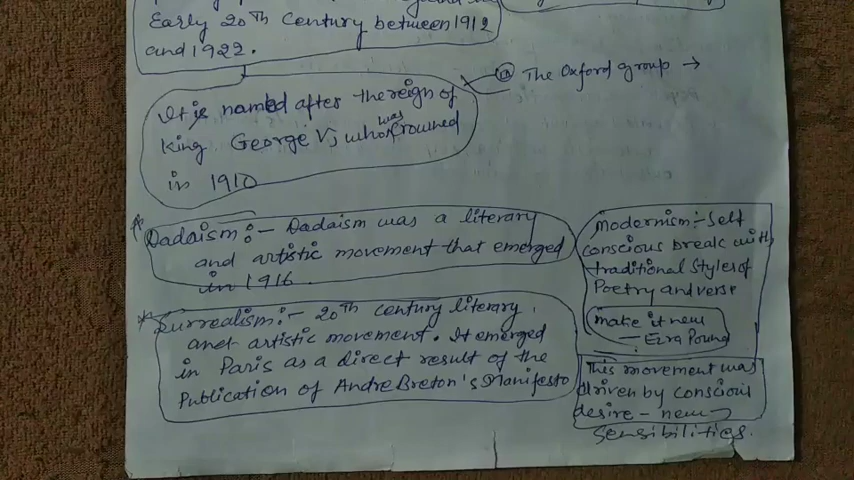 Early 20th Century between 1912
and 1922.
It is named after the reign of
King George V, who was Crowned
in 1910
a The Oxford group →
* Dadaism:- Dadaism was a literary
and artistic movement that emerged
in 1916.
* Surrealism:- 20th century literary
and artistic movement. It emerged
in Paris as a direct result of the
Publication of Andre Breton's Manifesto
modernism:- Self
conscious break with
traditional styles of
Poetry and verse
make it new
— Ezra Pound
This movement was
driven by conscious
desire - new
sensibilities.